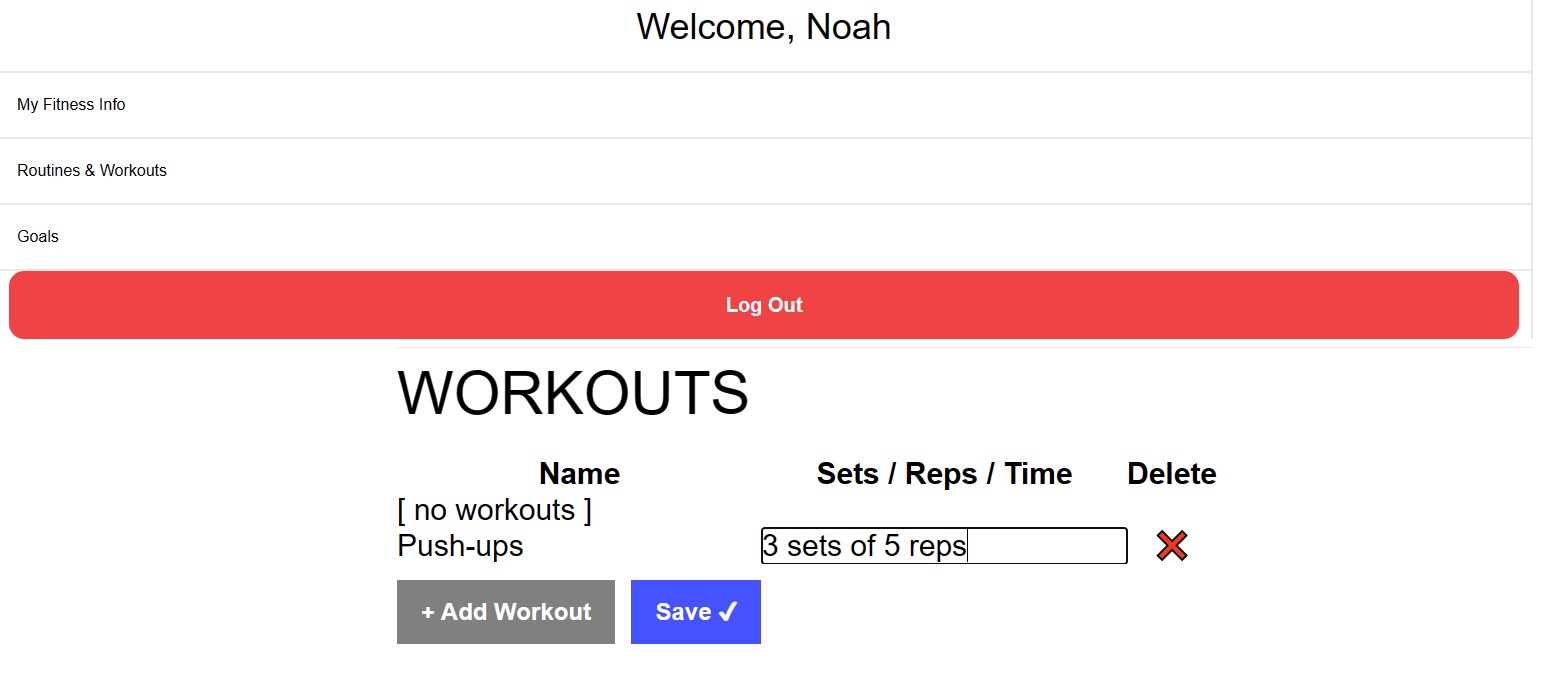 Welcome, Noah
My Fitness Info
Routines & Workouts
Goals
Log Out
WORKOUTS
Name Sets / Reps / Time Delete
[ no workouts ]
Push-ups 3 sets of 5 reps ❌
+ Add Workout Save ✓